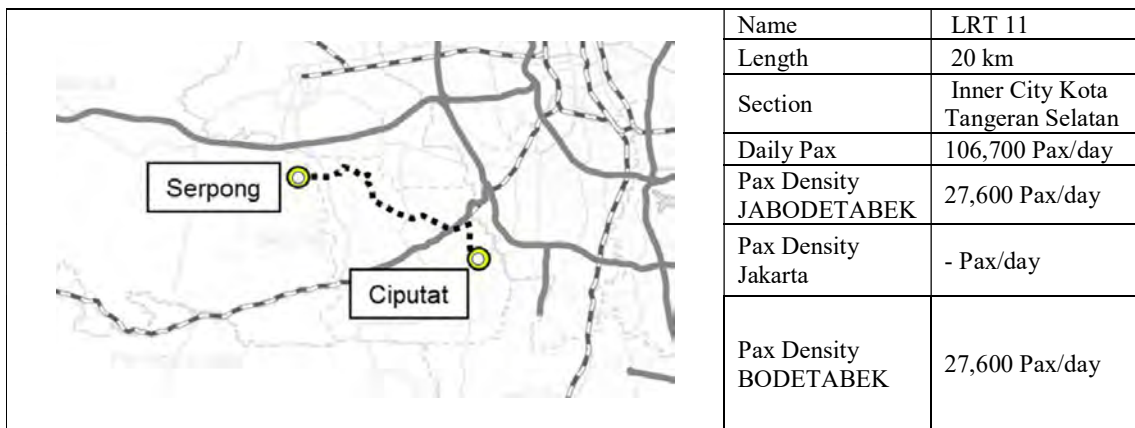 Serpong
Ciputat
Name
LRT 11
Length
20 km
Section
Inner City Kota
Tangeran Selatan
Daily Pax
106,700 Pax/day
Pax Density
JABODETABEK
27,600 Pax/day
Pax Density
Jakarta
- Pax/day
Pax Density
BODETABEK
27,600 Pax/day